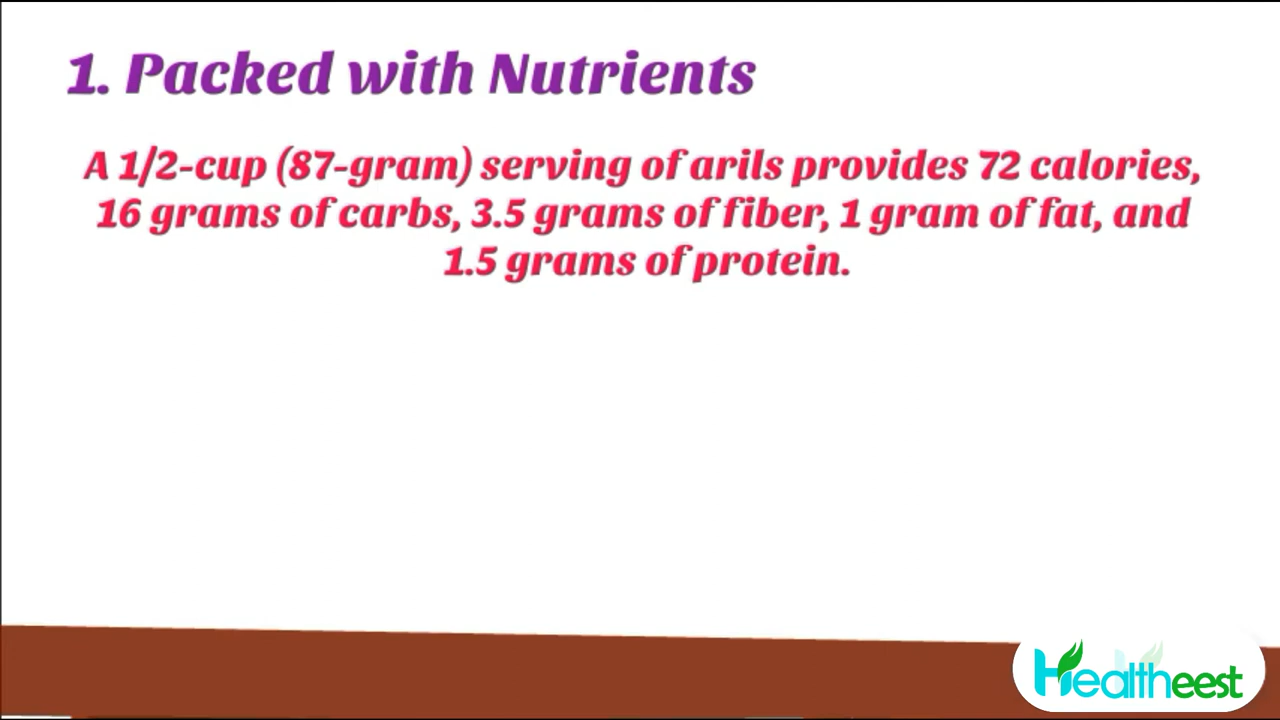 1. Packed with Nutrients
A 1/2-cup (87-gram) serving of arils provides 72 calories,
16 grams of carbs, 3.5 grams of fiber, 1 gram of fat, and
1.5 grams of protein.
Healtheest